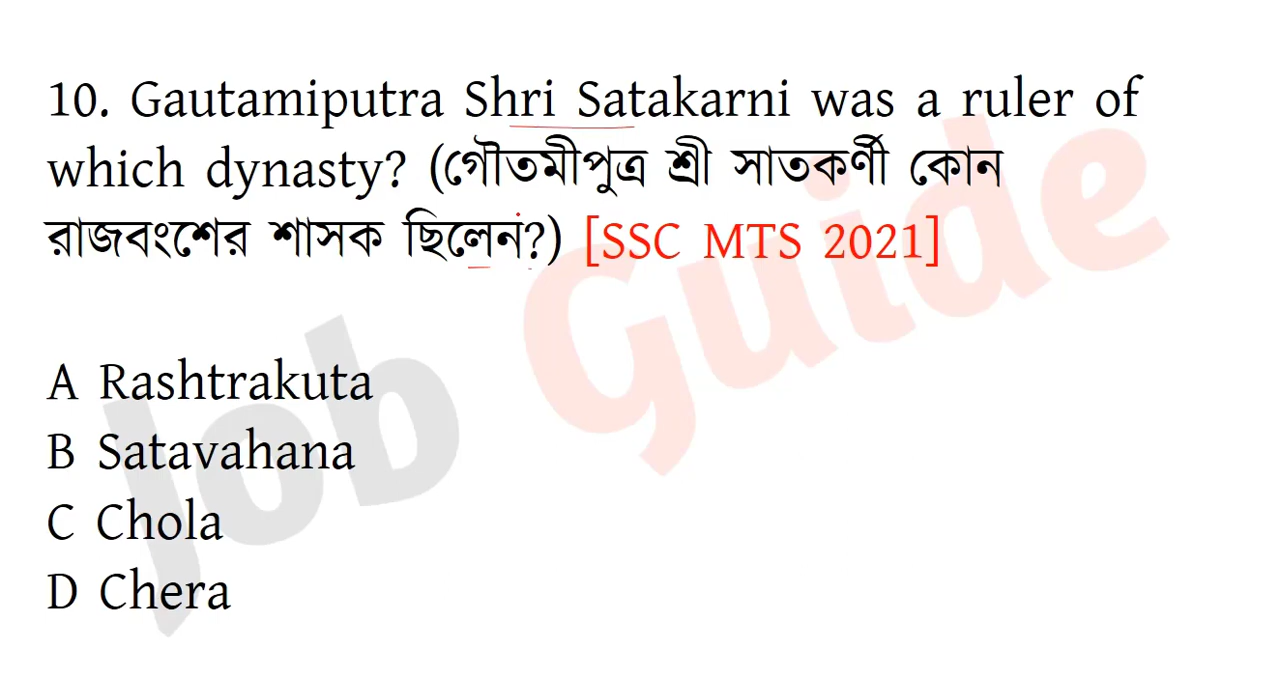 10. Gautamiputra Shri Satakarni was a ruler of
which dynasty? (গৌতমীপুত্র শ্রী সাতকর্ণী কোন
রাজবংশের শাসক ছিলেন?) [SSC MTS 2021]
A Rashtrakuta
B Satavahana
C Chola
D Chera
Job Guide